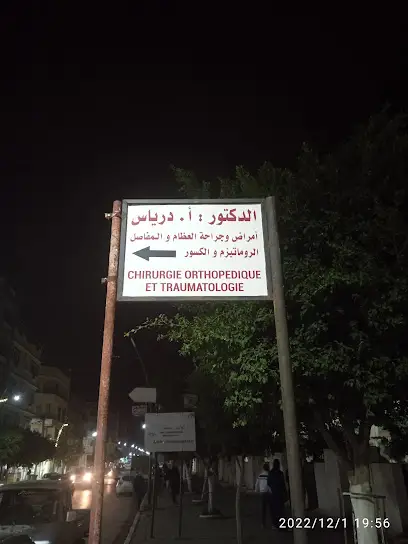 الدكتور : أ . درياس
أمراض وجراحة العظام و المفاصل
الروماتيزم و الكسور
CHIRURGIE ORTHOPEDIQUE
ET TRAUMATOLOGIE
2022/12/1 19:56